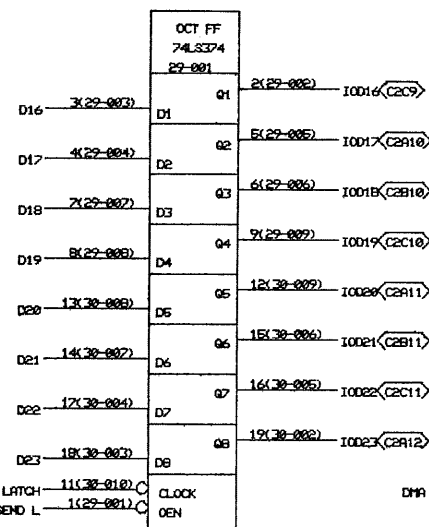 OCT FF
74LS374
29-001
Q1 2(29-002) IOD16 C2C9
D16 3(29-003) D1
Q2 5(29-005) IOD17 C2A10
D17 4(29-004) D2
Q3 6(29-006) IOD18 C2B10
D18 7(29-007) D3
Q4 9(29-009) IOD19 C2C10
D19 8(29-008) D4
Q5 12(30-009) IOD20 C2A11
D20 13(30-008) D5
Q6 15(30-006) IOD21 C2B11
D21 14(30-007) D6
Q7 16(30-005) IOD22 C2C11
D22 17(30-004) D7
Q8 19(30-002) IOD23 C2A12
D23 18(30-003) D8
LATCH 11(30-010) CLOCK DMA
SEND L 1(29-001) OEN